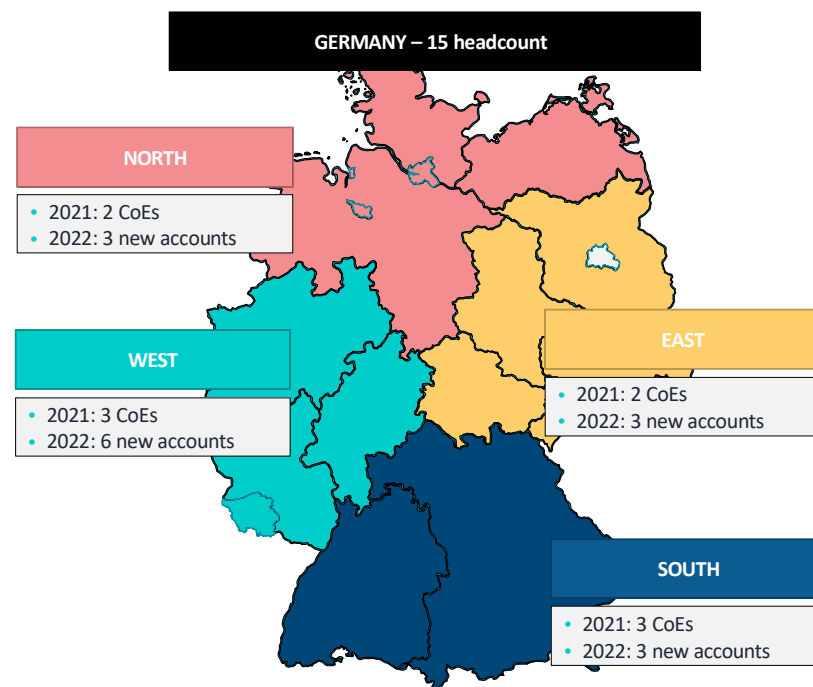 GERMANY – 15 headcount
NORTH
• 2021: 2 CoEs
• 2022: 3 new accounts
WEST
• 2021: 3 CoEs
• 2022: 6 new accounts
EAST
• 2021: 2 CoEs
• 2022: 3 new accounts
SOUTH
• 2021: 3 CoEs
• 2022: 3 new accounts